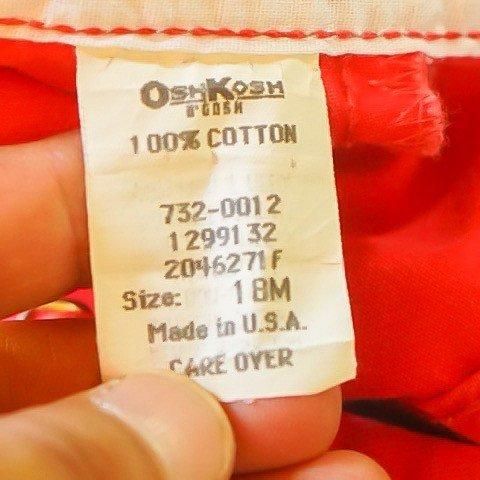 OSHKOSH
B'GOSH
100% COTTON
732-0012
1299132
2046271F
Size: 18M
Made in U.S.A.
CARE OVER